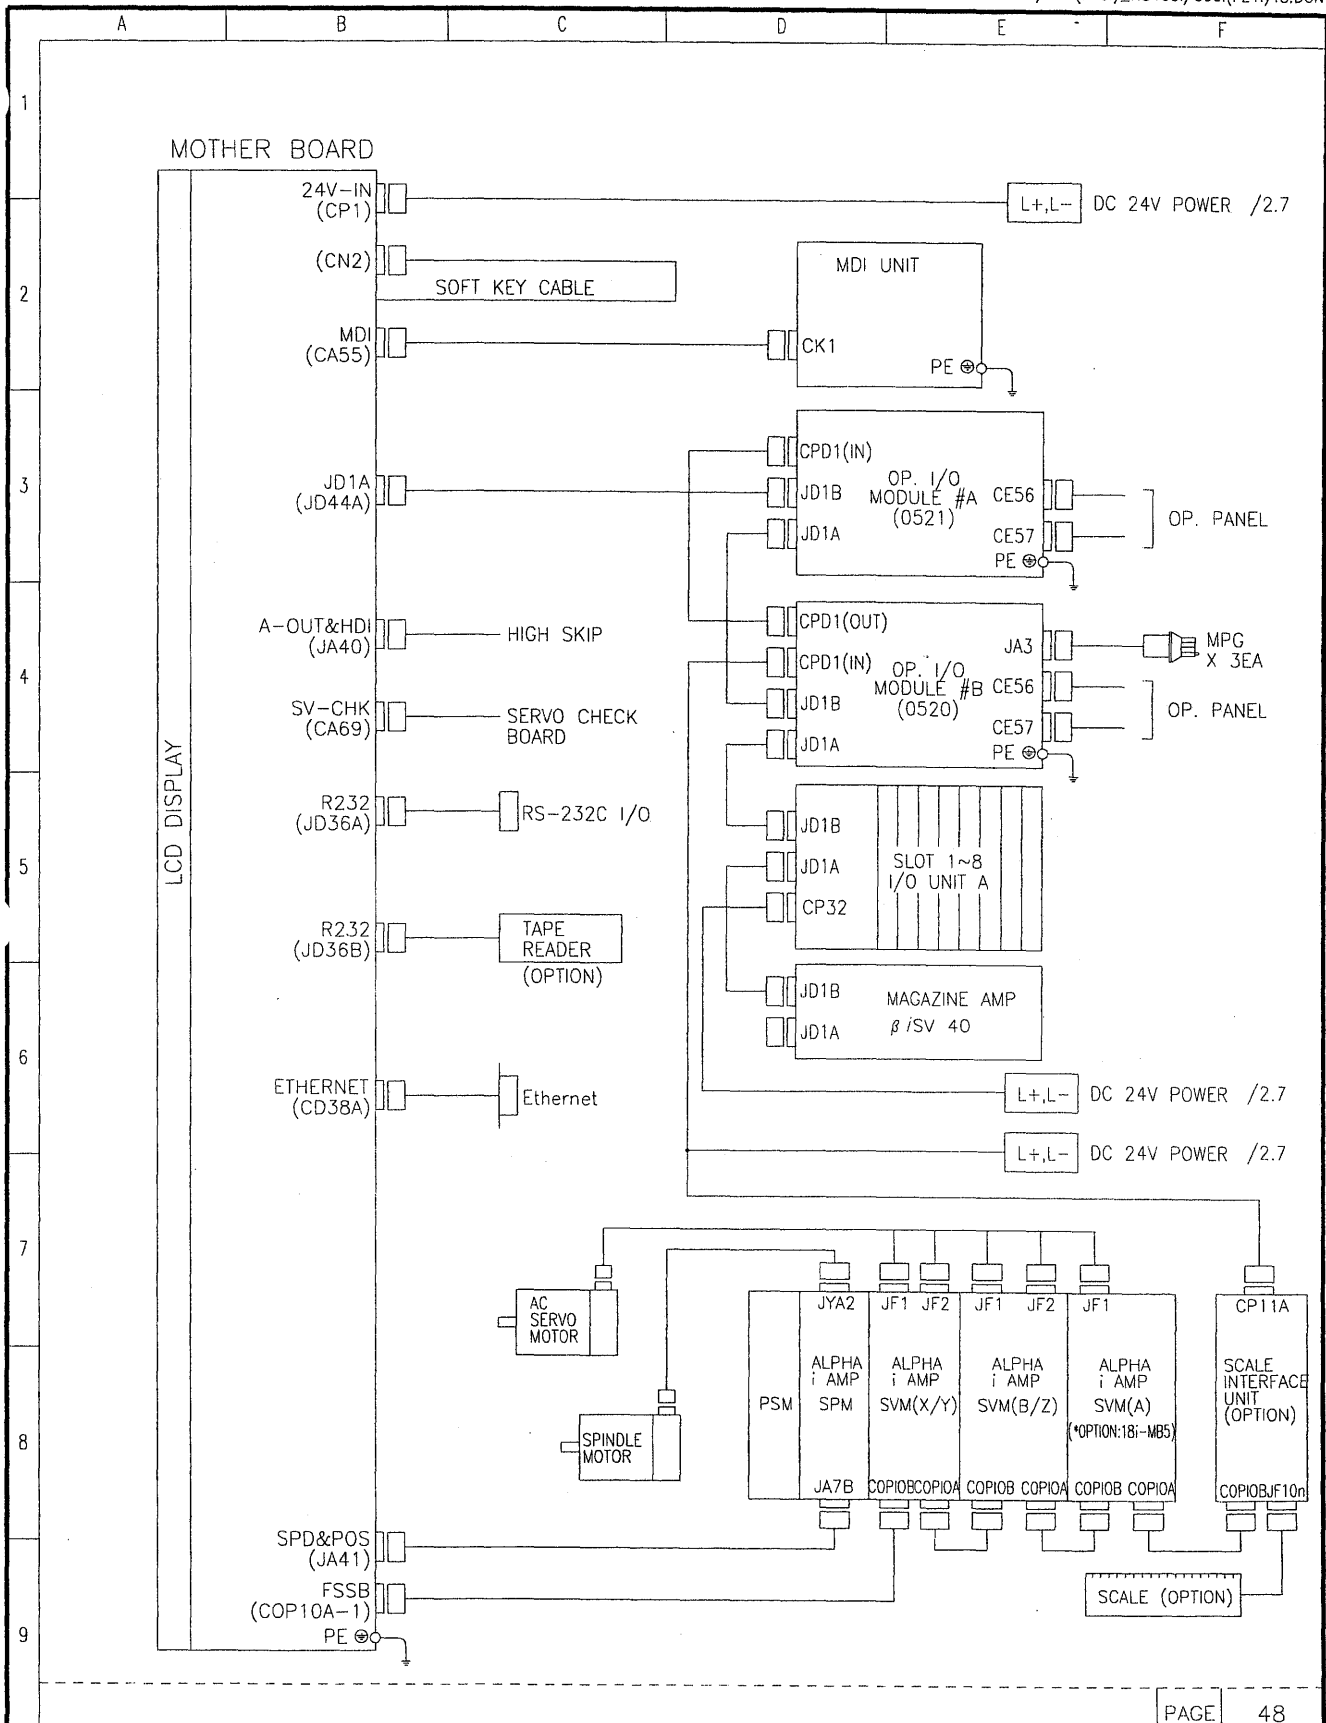 A B C D E F
1
MOTHER BOARD
24V-IN
(CP1)
L+,L- DC 24V POWER /2.7
(CN2)
SOFT KEY CABLE
MDI UNIT
2
MDI
(CA55)
CK1
PE
CPD1(IN)
3
JD1A
(JD44A)
JD1B
JD1A
OP. I/O
MODULE #A
(0521)
CE56
CE57
PE
OP. PANEL
A-OUT&HDI
(JA40)
HIGH SKIP
CPD1(OUT)
CPD1(IN)
JD1B
JD1A
OP. I/O
MODULE #B
(0520)
JA3
CE56
CE57
PE
MPG
X 3EA
OP. PANEL
4
SV-CHK
(CA69)
SERVO CHECK
BOARD
LCD DISPLAY
R232
(JD36A)
RS-232C I/O
JD1B
JD1A
CP32
SLOT 1~8
I/O UNIT A
5
R232
(JD36B)
TAPE
READER
(OPTION)
JD1B
JD1A
MAGAZINE AMP
β iSV 40
6
ETHERNET
(CD38A)
Ethernet
L+,L- DC 24V POWER /2.7
L+,L- DC 24V POWER /2.7
7
AC
SERVO
MOTOR
JYA2 JF1 JF2 JF1 JF2 JF1 CP11A
PSM
ALPHA
i AMP
SPM
ALPHA
i AMP
SVM(X/Y)
ALPHA
i AMP
SVM(B/Z)
ALPHA
i AMP
SVM(A)
(*OPTION:18i-MB5)
SCALE
INTERFACE
UNIT
(OPTION)
8
SPINDLE
MOTOR
JA7B COP10B COP10A COP10B COP10A COP10B COP10A COP10B JF10n
SPD&POS
(JA41)
FSSB
(COP10A-1)
SCALE (OPTION)
9
PE
PAGE 48